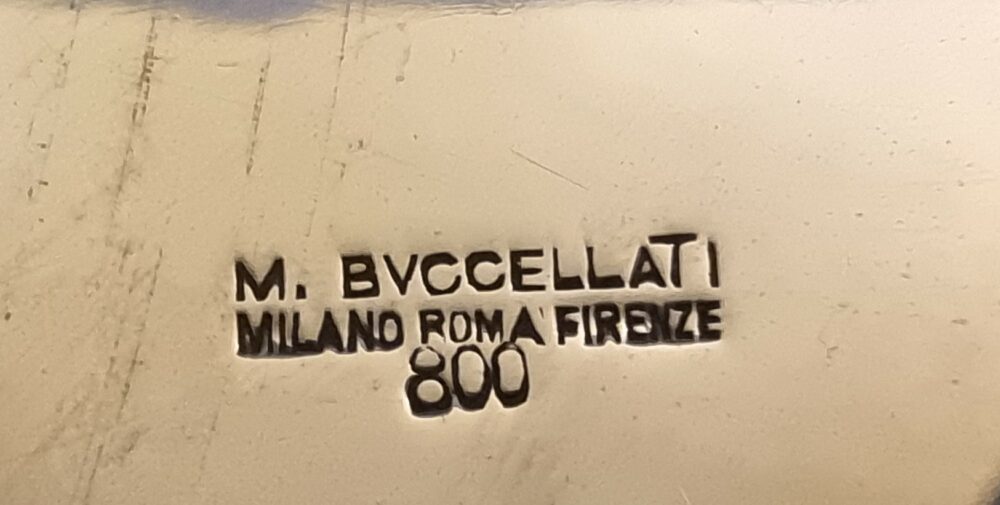 M. BVCCELLATI
MILANO ROMA FIRENZE
800